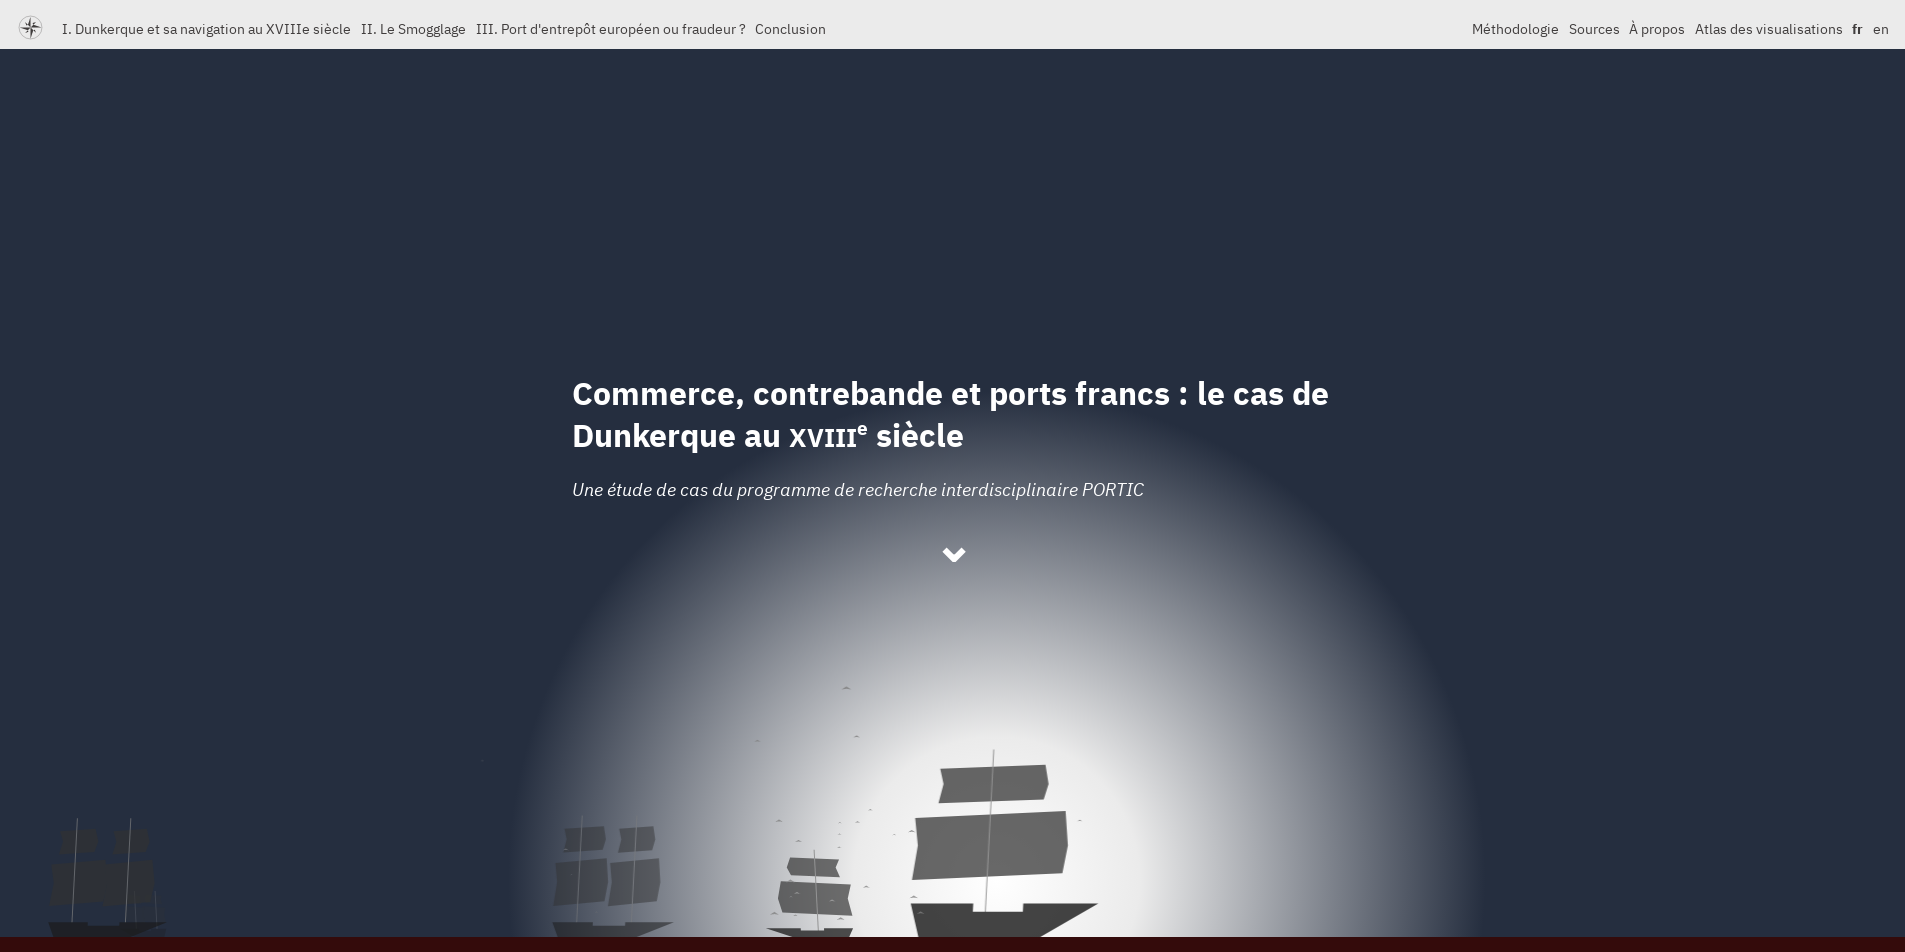 I. Dunkerque et sa navigation au XVIIIe siècle II. Le Smogglage III. Port d'entrepôt européen ou fraudeur ? Conclusion Méthodologie Sources À propos Atlas des visualisations fr en
Commerce, contrebande et ports francs : le cas de
Dunkerque au XVIIIe siècle
Une étude de cas du programme de recherche interdisciplinaire PORTIC